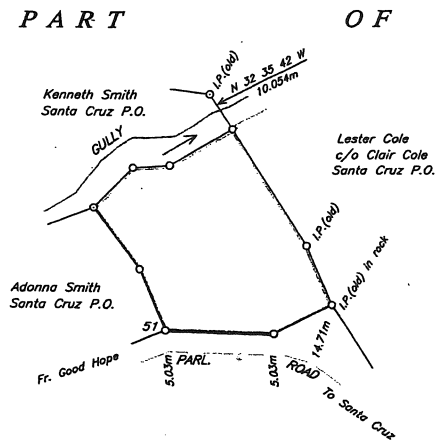 PART OF
I.P.(old)
N 32 35 42 W
10.054m
Kenneth Smith
Santa Cruz P.O.
GULLY
Lester Cole
c/o Clair Cole
Santa Cruz P.O.
I.P.(old)
Adonna Smith
Santa Cruz P.O.
I.P.(old) in rock
51
14.71m
Fr. Good Hope
5.03m
PARL.
5.03m
ROAD
To Santa Cruz